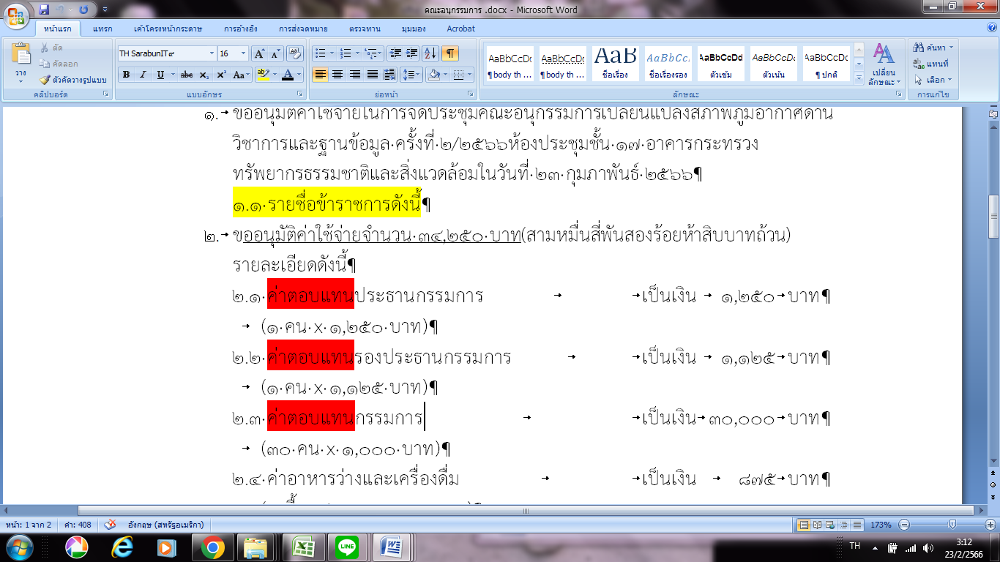 คณะอนุกรรมการ .docx - Microsoft Word
หน้าแรก แทรก เค้าโครงหน้ากระดาษ การอ้างอิง การส่งจดหมาย ตรวจทาน มุมมอง Acrobat
วาง
ตัด
คัดลอก
ตัวคัดวางรูปแบบ
คลิปบอร์ด
TH SarabunIT๙ 16
B I U abc X₂ X² Aa
แบบอักษร
ย่อหน้า
AaBbCcDc AaBbCcDc AaB AaBbCc. AaBbCcDd AaBbCcDd AaBbCcDd
¶ body th ... ¶ body th ... ชื่อเรื่อง ชื่อเรื่องรอง ตัวเข้ม ตัวเน้น ¶ ปกติ
เปลี่ยนลักษณะ
ลักษณะ
ค้นหา
แทนที่
เลือก
การแก้ไข
๑. ขออนุมัติค่าใช้จ่ายในการจัดประชุมคณะอนุกรรมการเปลี่ยนแปลงสภาพภูมิอากาศด้าน
วิชาการและฐานข้อมูล ครั้งที่ ๒/๒๕๖๖ห้องประชุมชั้น ๑๗ อาคารกระทรวง
ทรัพยากรธรรมชาติและสิ่งแวดล้อมในวันที่ ๒๓ กุมภาพันธ์ ๒๕๖๖¶
๑.๑ รายชื่อข้าราชการดังนี้¶
๒. ขออนุมัติค่าใช้จ่ายจำนวน ๓๔,๒๕๐ บาท(สามหมื่นสี่พันสองร้อยห้าสิบบาทถ้วน)
รายละเอียดดังนี้¶
๒.๑ ค่าตอบแทนประธานกรรมการ เป็นเงิน ๑,๒๕๐ บาท¶
(๑ คน x ๑,๒๕๐ บาท)¶
๒.๒ ค่าตอบแทนรองประธานกรรมการ เป็นเงิน ๑,๑๒๕ บาท¶
(๑ คน x ๑,๑๒๕ บาท)¶
๒.๓ ค่าตอบแทนกรรมการ เป็นเงิน ๓๐,๐๐๐ บาท¶
(๓๐ คน x ๑,๐๐๐ บาท)¶
๒.๔ ค่าอาหารว่างและเครื่องดื่ม เป็นเงิน ๘๗๕ บาท¶
หน้า: 1 จาก 2 คำ: 408 อังกฤษ (สหรัฐอเมริกา) 173%
LINE TH 3:12
23/2/2566